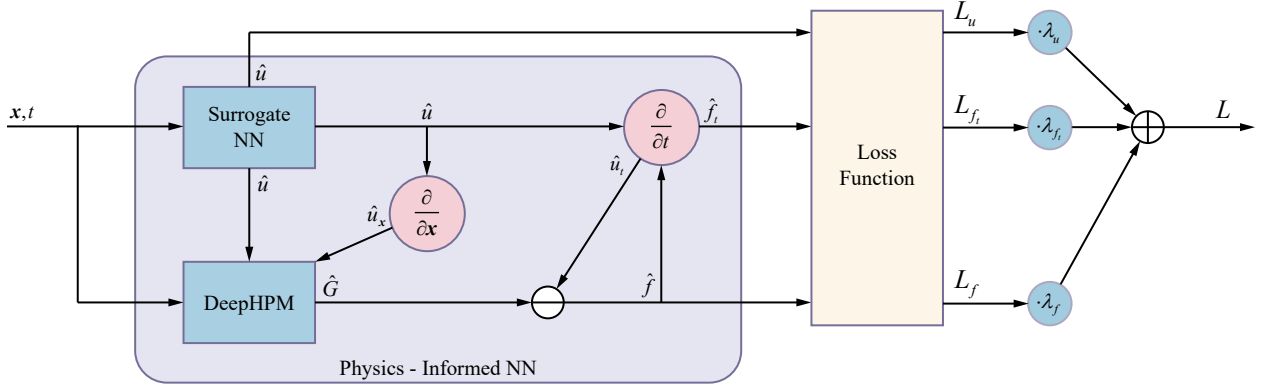 x, t
Surrogate
NN
û
û
û
∂
∂x
û_x
DeepHPM
Ĝ
∂
∂t
f̂_t
û_t
f̂
Physics - Informed NN
Loss
Function
L_u
L_{f_t}
L_f
·λ_u
·λ_{f_t}
·λ_f
L